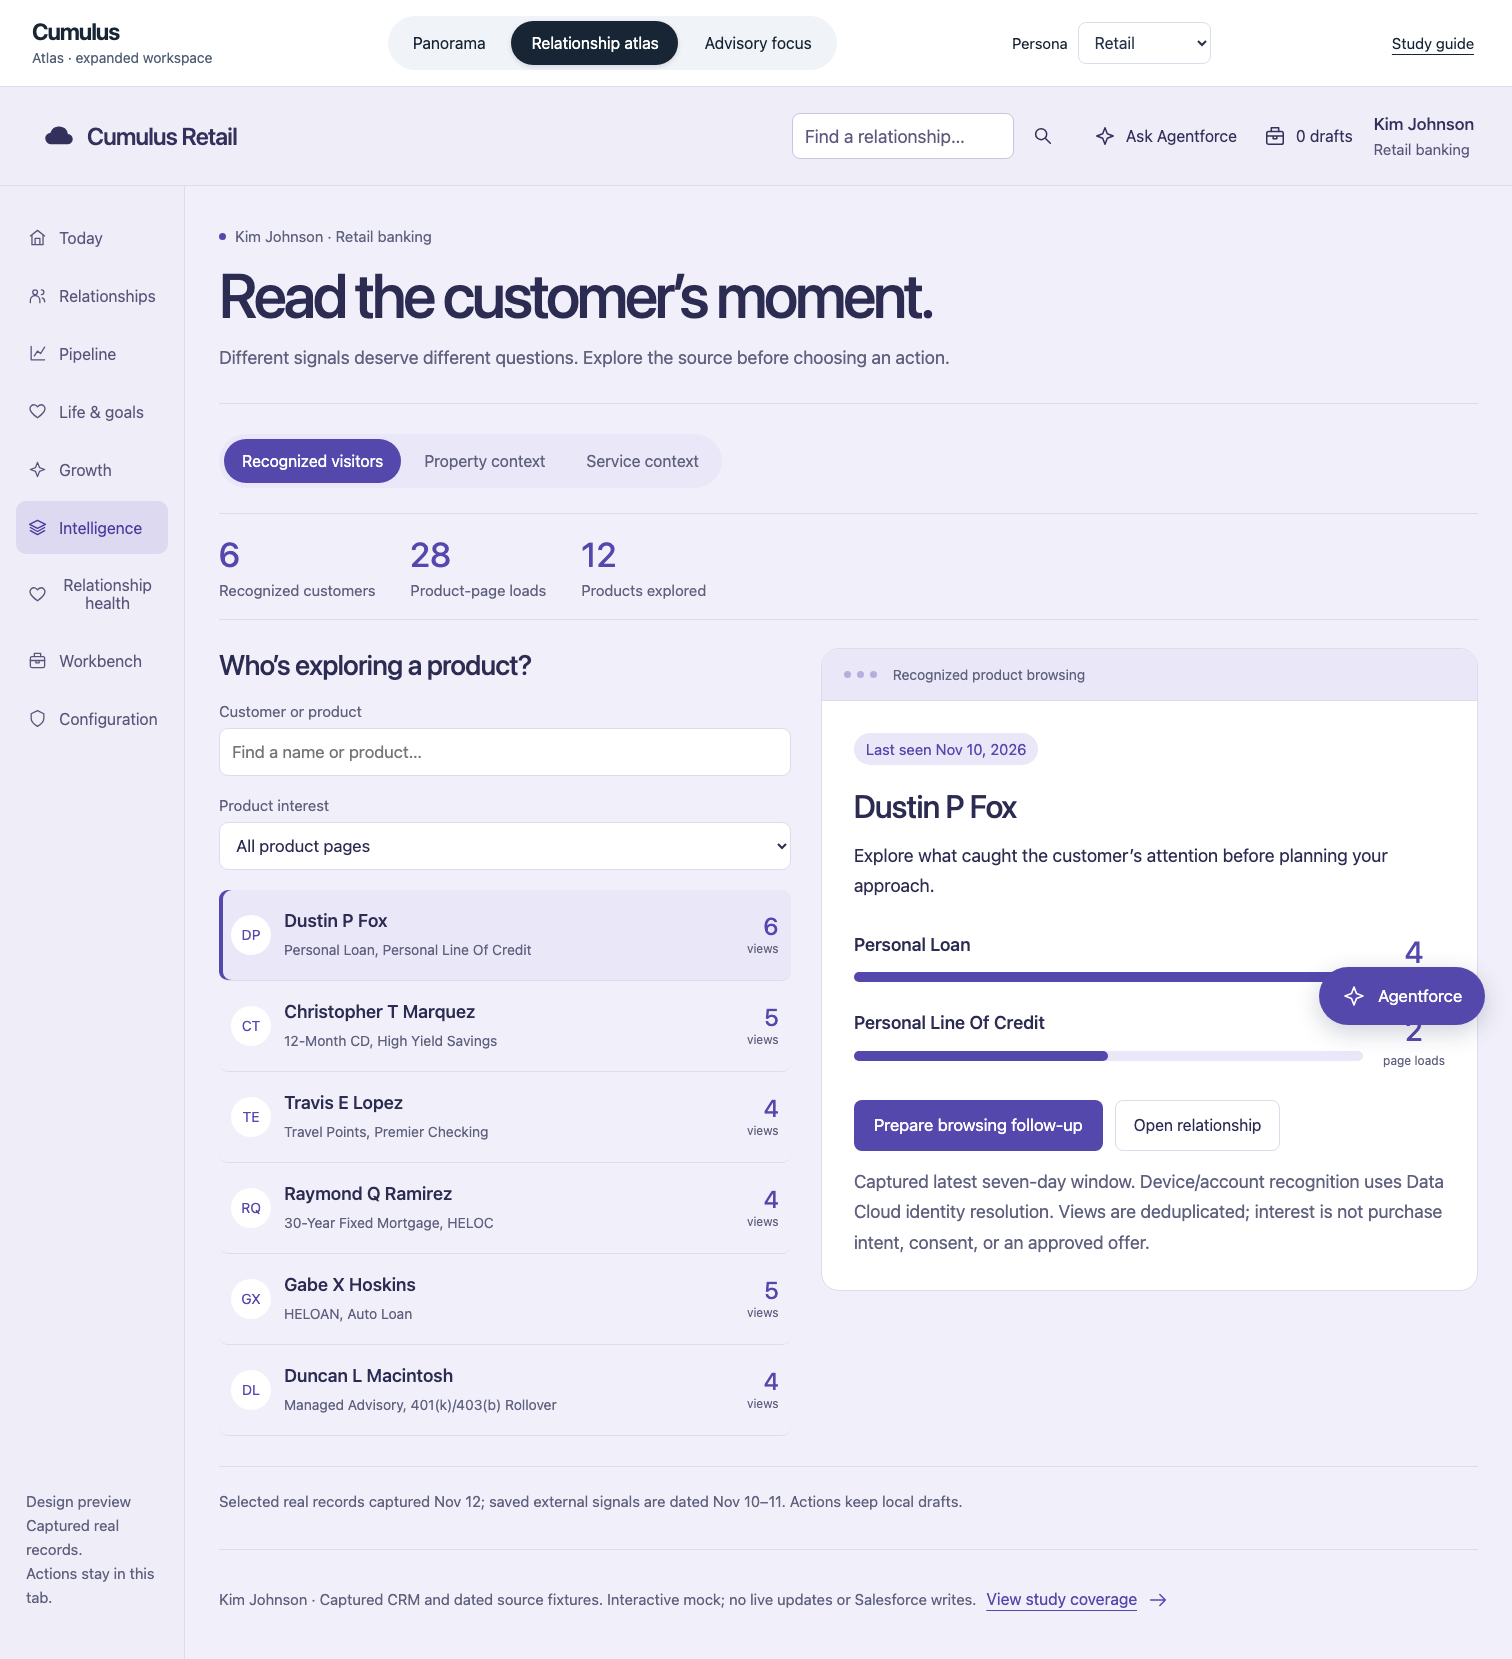 Cumulus
Atlas · expanded workspace
Panorama
Relationship atlas
Advisory focus
Persona
Retail
Study guide
Cumulus Retail
Find a relationship...
Ask Agentforce
0 drafts
Kim Johnson
Retail banking
Today
Relationships
Pipeline
Life & goals
Growth
Intelligence
Relationship
health
Workbench
Configuration
Design preview
Captured real
records.
Actions stay in this
tab.
Kim Johnson · Retail banking
Read the customer’s moment.
Different signals deserve different questions. Explore the source before choosing an action.
Recognized visitors
Property context
Service context
6
Recognized customers
28
Product-page loads
12
Products explored
Who’s exploring a product?
Customer or product
Find a name or product...
Product interest
All product pages
DP
Dustin P Fox
Personal Loan, Personal Line Of Credit
6
views
CT
Christopher T Marquez
12-Month CD, High Yield Savings
5
views
TE
Travis E Lopez
Travel Points, Premier Checking
4
views
RQ
Raymond Q Ramirez
30-Year Fixed Mortgage, HELOC
4
views
GX
Gabe X Hoskins
HELOAN, Auto Loan
5
views
DL
Duncan L Macintosh
Managed Advisory, 401(k)/403(b) Rollover
4
views
Recognized product browsing
Last seen Nov 10, 2026
Dustin P Fox
Explore what caught the customer’s attention before planning your
approach.
Personal Loan
4
Agentforce
Personal Line Of Credit
2
page loads
Prepare browsing follow-up
Open relationship
Captured latest seven-day window. Device/account recognition uses Data
Cloud identity resolution. Views are deduplicated; interest is not purchase
intent, consent, or an approved offer.
Selected real records captured Nov 12; saved external signals are dated Nov 10–11. Actions keep local drafts.
Kim Johnson · Captured CRM and dated source fixtures. Interactive mock; no live updates or Salesforce writes.
View study coverage